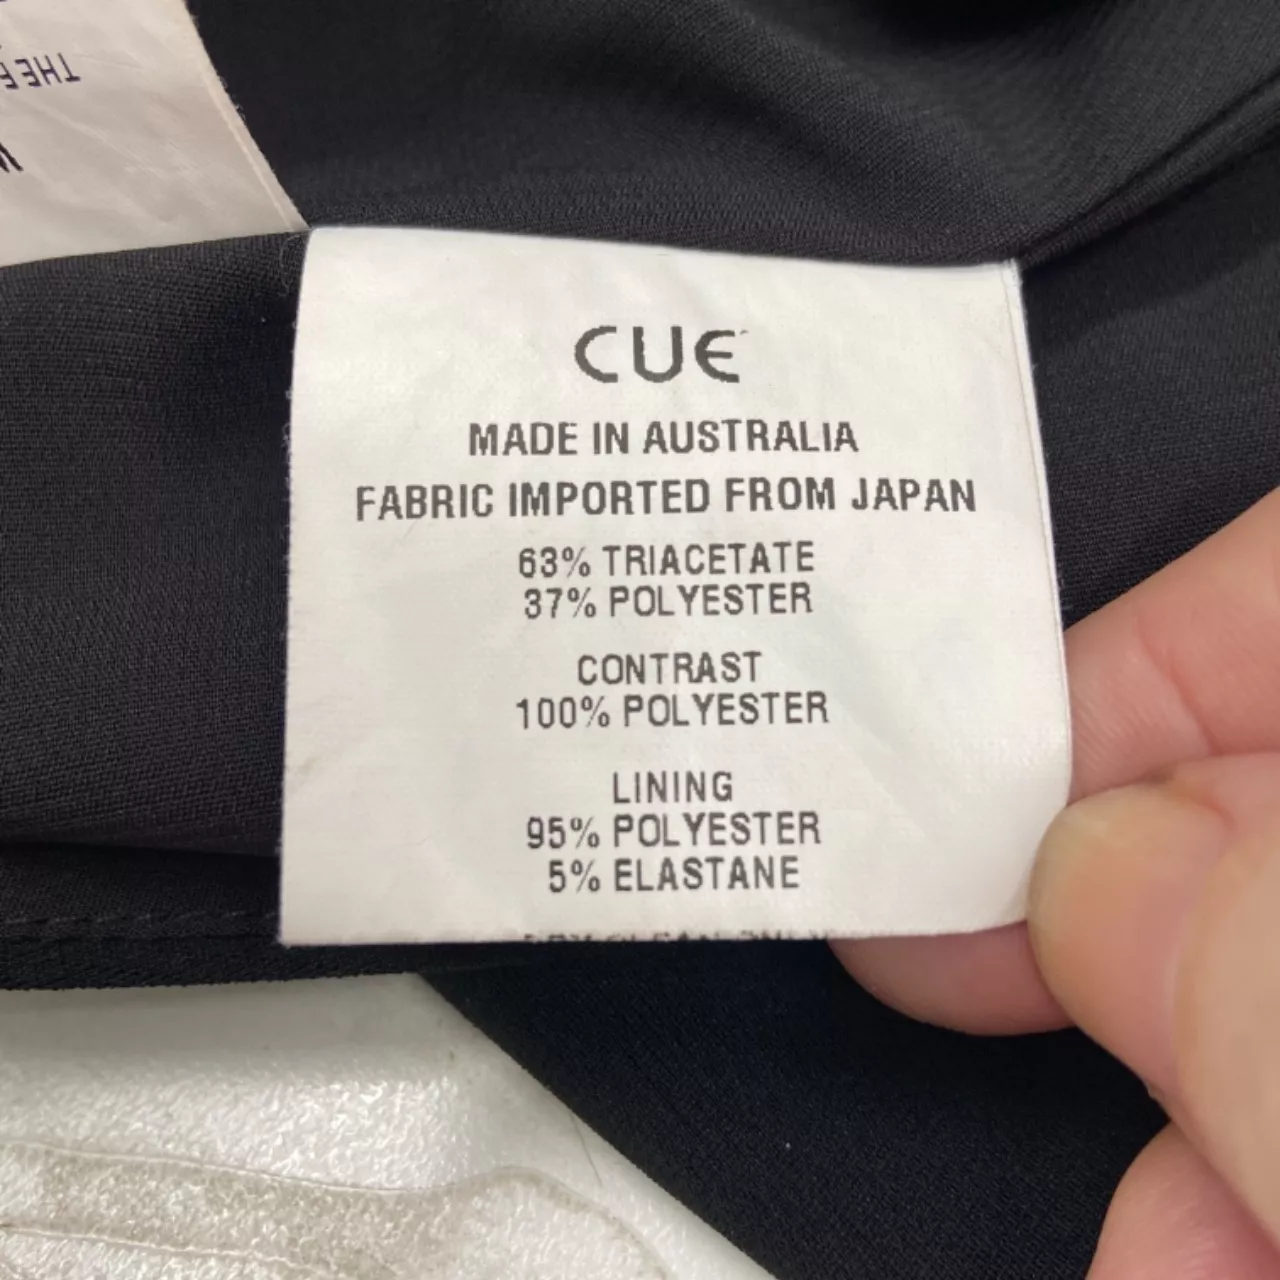 THE
CUE
MADE IN AUSTRALIA
FABRIC IMPORTED FROM JAPAN
63% TRIACETATE
37% POLYESTER
CONTRAST
100% POLYESTER
LINING
95% POLYESTER
5% ELASTANE